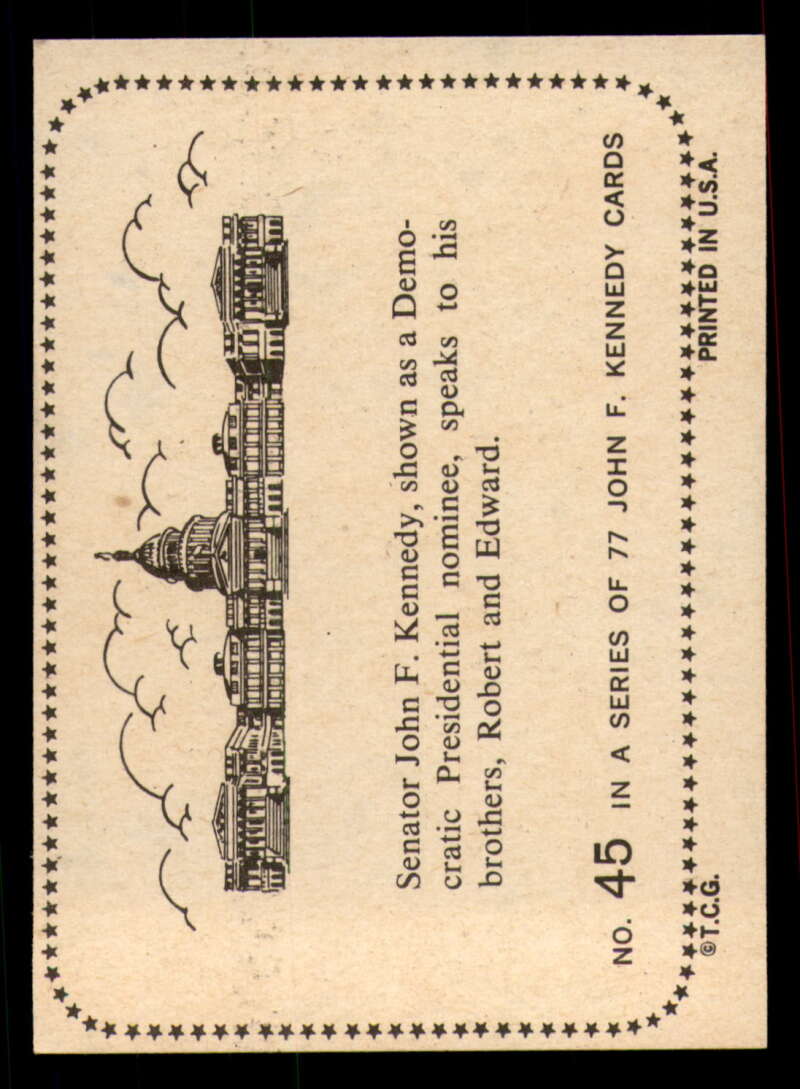 Senator John F. Kennedy, shown as a Demo-
cratic Presidential nominee, speaks to his
brothers, Robert and Edward.
NO. 45 IN A SERIES OF 77 JOHN F. KENNEDY CARDS
©T.C.G. PRINTED IN U.S.A.